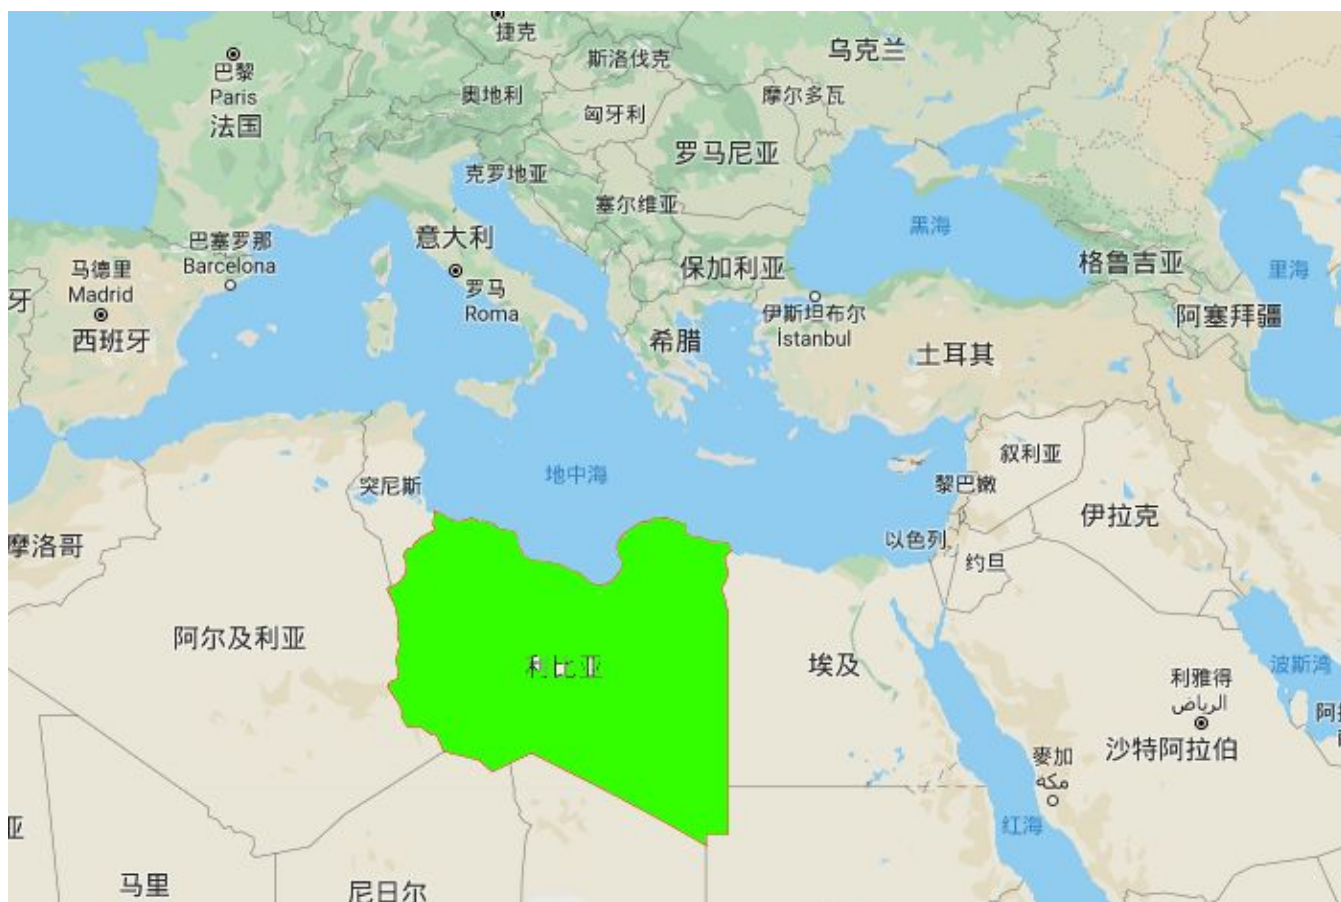 捷克
巴黎
Paris
法国
斯洛伐克
乌克兰
奥地利
摩尔多瓦
匈牙利
罗马尼亚
克罗地亚
塞尔维亚
黑海
意大利
巴塞罗那
Barcelona
保加利亚
格鲁吉亚
里海
马德里
Madrid
西班牙
牙
罗马
Roma
伊斯坦布尔
İstanbul
阿塞拜疆
希腊
土耳其
叙利亚
地中海
突尼斯
黎巴嫩
伊拉克
摩洛哥
以色列
约旦
阿尔及利亚
利比亚
埃及
波斯湾
利雅得
الرياض
沙特阿拉伯
麥加
مكة
红海
亚
马里
尼日尔